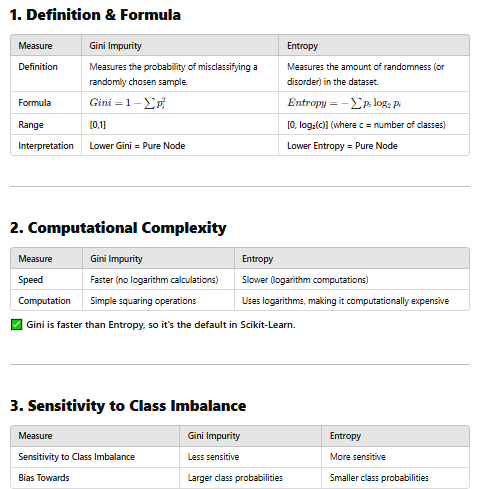 1. Definition & Formula
Measure Gini Impurity Entropy
Definition Measures the probability of misclassifying a Measures the amount of randomness (or
randomly chosen sample. disorder) in the dataset.
Formula Gini = 1 − ∑ p_i^2 Entropy = − ∑ p_i log_2 p_i
Range [0,1] [0, log₂(c)] (where c = number of classes)
Interpretation Lower Gini = Pure Node Lower Entropy = Pure Node
2. Computational Complexity
Measure Gini Impurity Entropy
Speed Faster (no logarithm calculations) Slower (logarithm computations)
Computation Simple squaring operations Uses logarithms, making it computationally expensive
✅ Gini is faster than Entropy, so it's the default in Scikit-Learn.
3. Sensitivity to Class Imbalance
Measure Gini Impurity Entropy
Sensitivity to Class Imbalance Less sensitive More sensitive
Bias Towards Larger class probabilities Smaller class probabilities